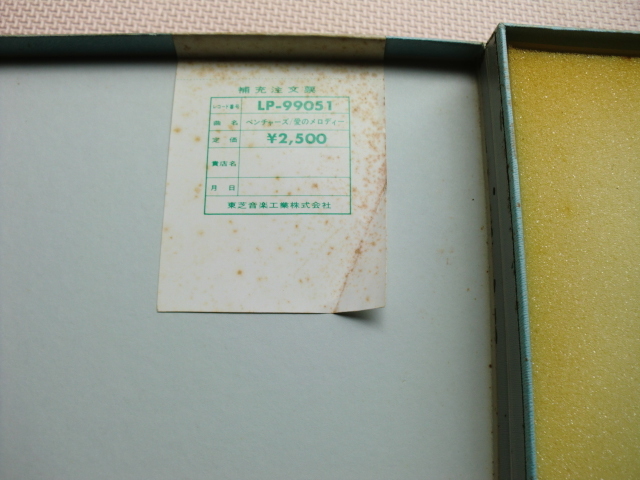 補充注文票
レコード番号 LP-99051
曲名 ベンチャーズ/愛のメロディー
定価 ¥2,500
貴店名
月日
東芝音楽工業株式会社